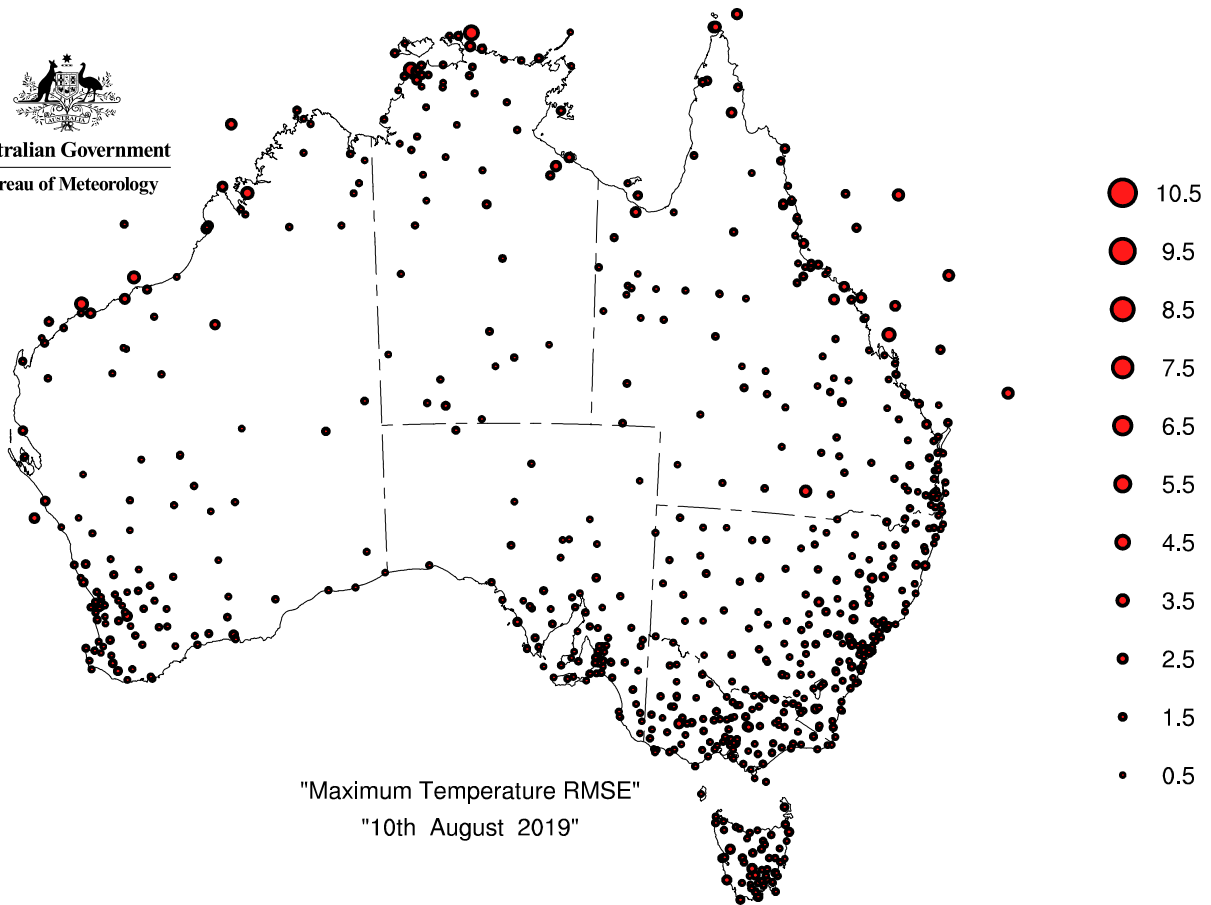 AUSTRALIA
tralian Government
reau of Meteorology
10.5
9.5
8.5
7.5
6.5
5.5
4.5
3.5
2.5
1.5
0.5
"Maximum Temperature RMSE"
"10th August 2019"